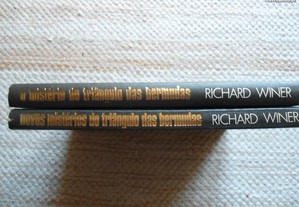 o mistério do triângulo das bermudas RICHARD WINER
novos mistérios do triângulo das bermudas RICHARD WINER